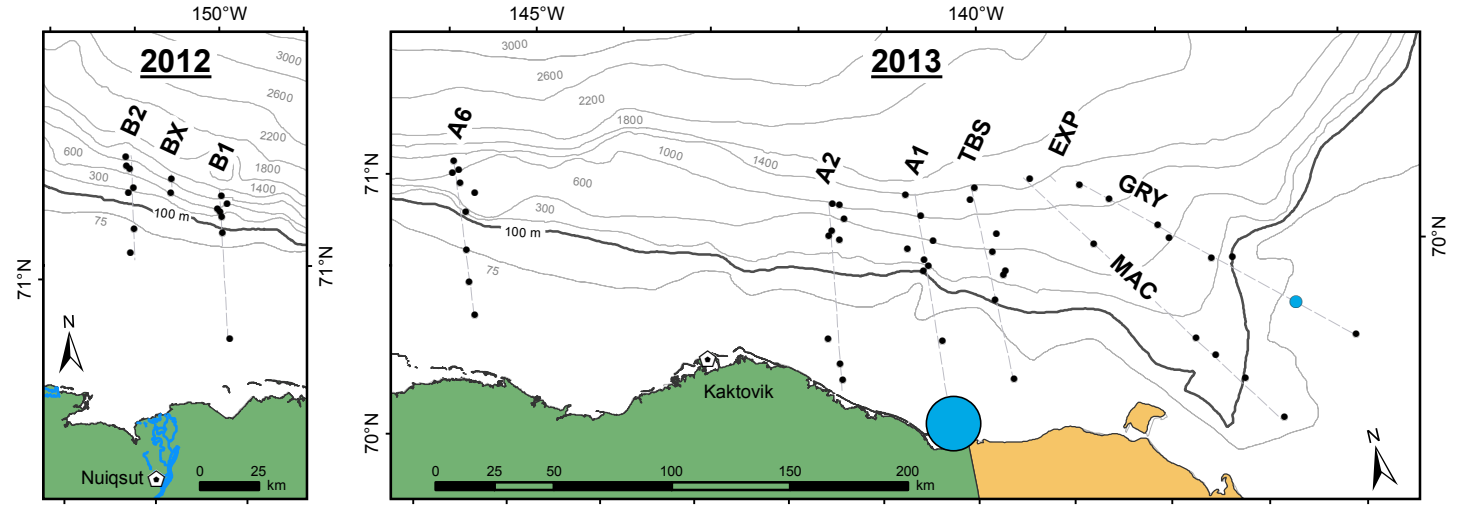 150°W
145°W
140°W
2012
2013
3000
2600
2200
1800
1400
600
300
100 m
75
B2
BX
B1
71°N
71°N
N
Nuiqsut
0 25
km
3000
2600
2200
1800
1400
1000
600
300
100 m
75
A6
A2
A1
TBS
EXP
GRY
MAC
71°N
70°N
70°N
Kaktovik
0 25 50 100 150 200
km
N